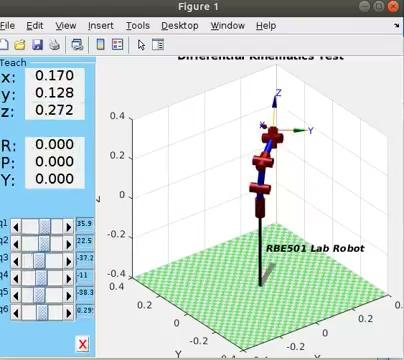 Figure 1
File Edit View Insert Tools Desktop Window Help
Differential Kinematics Test
Teach
x: 0.170
y: 0.128
z: 0.272
R: 0.000
P: 0.000
Y: 0.000
q1 35.9
q2 22.5
q3 -37.2
q4 -11
q5 -88.3
q6 0.29
X
0.4
0.2
0
-0.2
-0.4
0.2
0
-0.2
-0.4
-0.2
0
0.2
Z
X
Y
RBE501 Lab Robot
Y
X